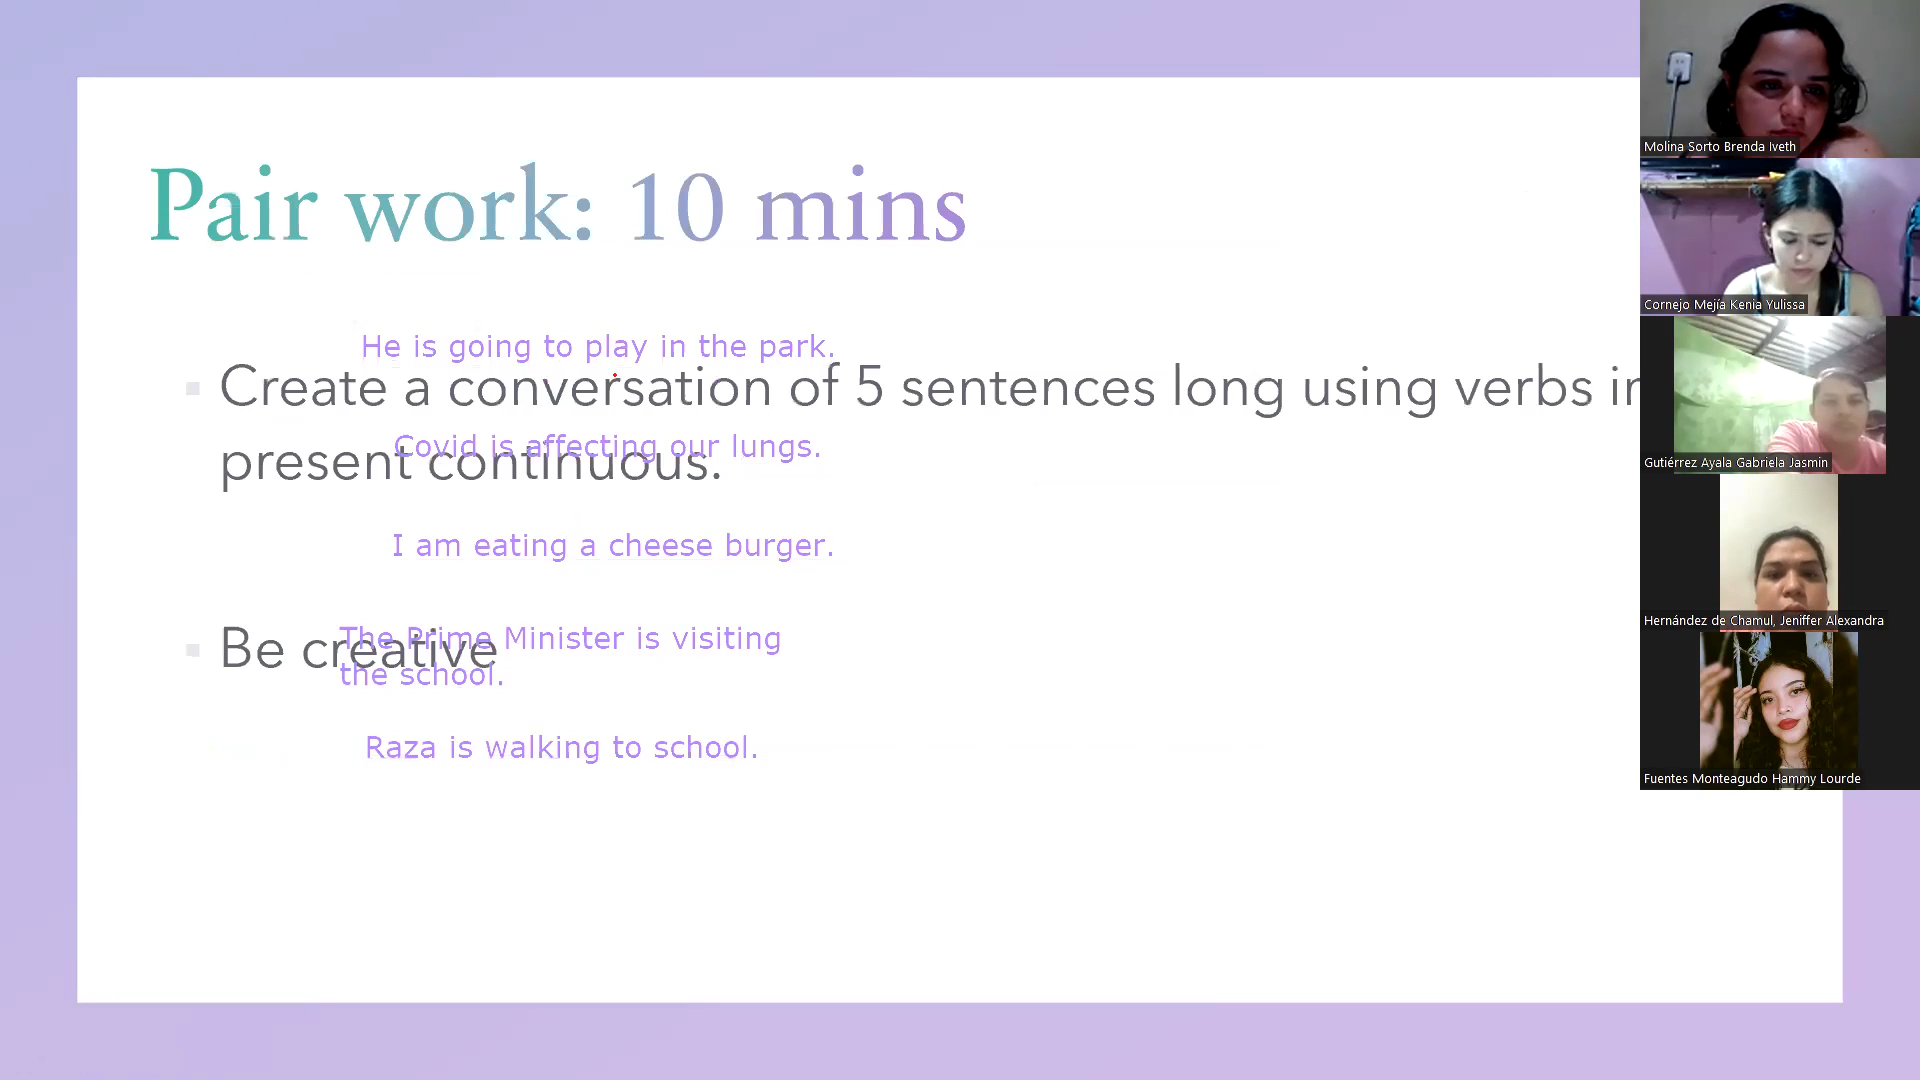 Pair work: 10 mins
He is going to play in the park.
Create a conversation of 5 sentences long using verbs in
Covid is affecting our lungs.
present continuous.
I am eating a cheese burger.
Be creative
The Prime Minister is visiting
the school.
Raza is walking to school.
Molina Sorto Brenda Iveth
Cornejo Mejía Kenia Yulissa
Gutiérrez Ayala Gabriela Jasmin
Hernández de Chamul, Jeniffer Alexandra
Fuentes Monteagudo Hammy Lourde